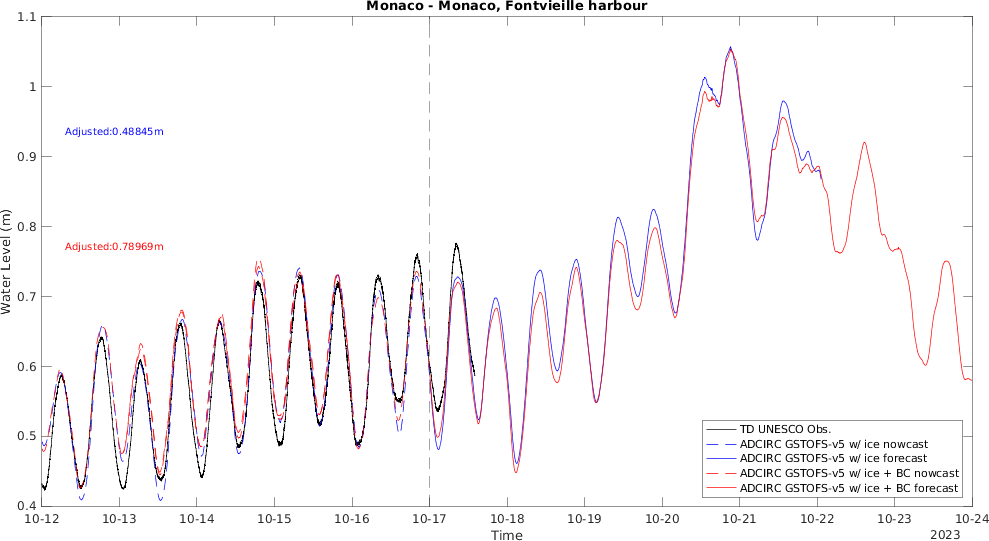 Monaco - Monaco, Fontvieille harbour
1.1
1
0.9
0.8
0.7
0.6
0.5
0.4
Water Level (m)
Adjusted:0.48845m
Adjusted:0.78969m
TD UNESCO Obs.
ADCIRC GSTOFS-v5 w/ ice nowcast
ADCIRC GSTOFS-v5 w/ ice forecast
ADCIRC GSTOFS-v5 w/ ice + BC nowcast
ADCIRC GSTOFS-v5 w/ ice + BC forecast
10-12 10-13 10-14 10-15 10-16 10-17 10-18 10-19 10-20 10-21 10-22 10-23 10-24
Time
2023